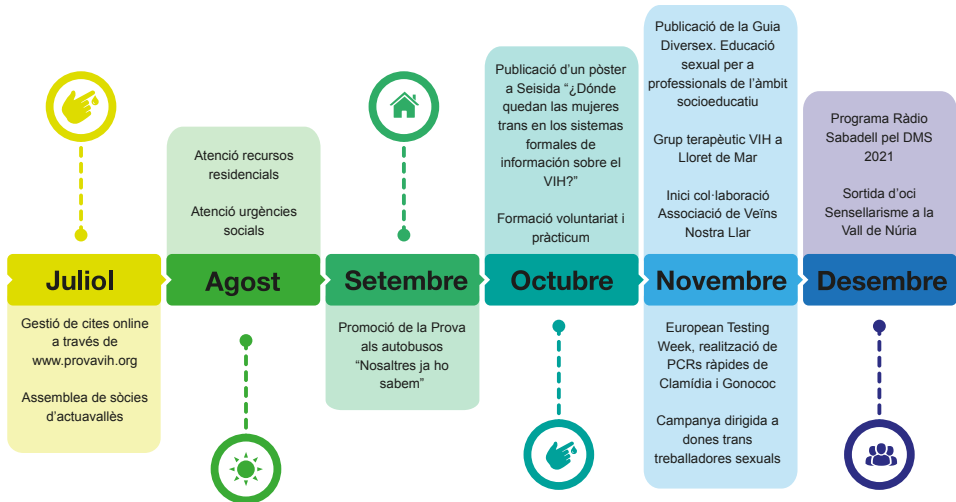 Juliol
Gestió de cites online
a través de
www.provavih.org
Assemblea de sòcies
d’actuavallès
Atenció recursos
residencials
Atenció urgències
socials
Agost
Setembre
Promoció de la Prova
als autobusos
“Nosaltres ja ho
sabem”
Publicació d’un pòster
a Seisida “¿Dónde
quedan las mujeres
trans en los sistemas
formales de
información sobre el
VIH?”
Formació voluntariat i
pràcticum
Octubre
Publicació de la Guia
Diversex. Educació
sexual per a
professionals de l’àmbit
socioeducatiu
Grup terapèutic VIH a
Lloret de Mar
Inici col·laboració
Associació de Veïns
Nostra Llar
Novembre
European Testing
Week, realització de
PCRs ràpides de
Clamídia i Gonococ
Campanya dirigida a
dones trans
treballadores sexuals
Programa Ràdio
Sabadell pel DMS
2021
Sortida d’oci
Sensellarisme a la
Vall de Núria
Desembre